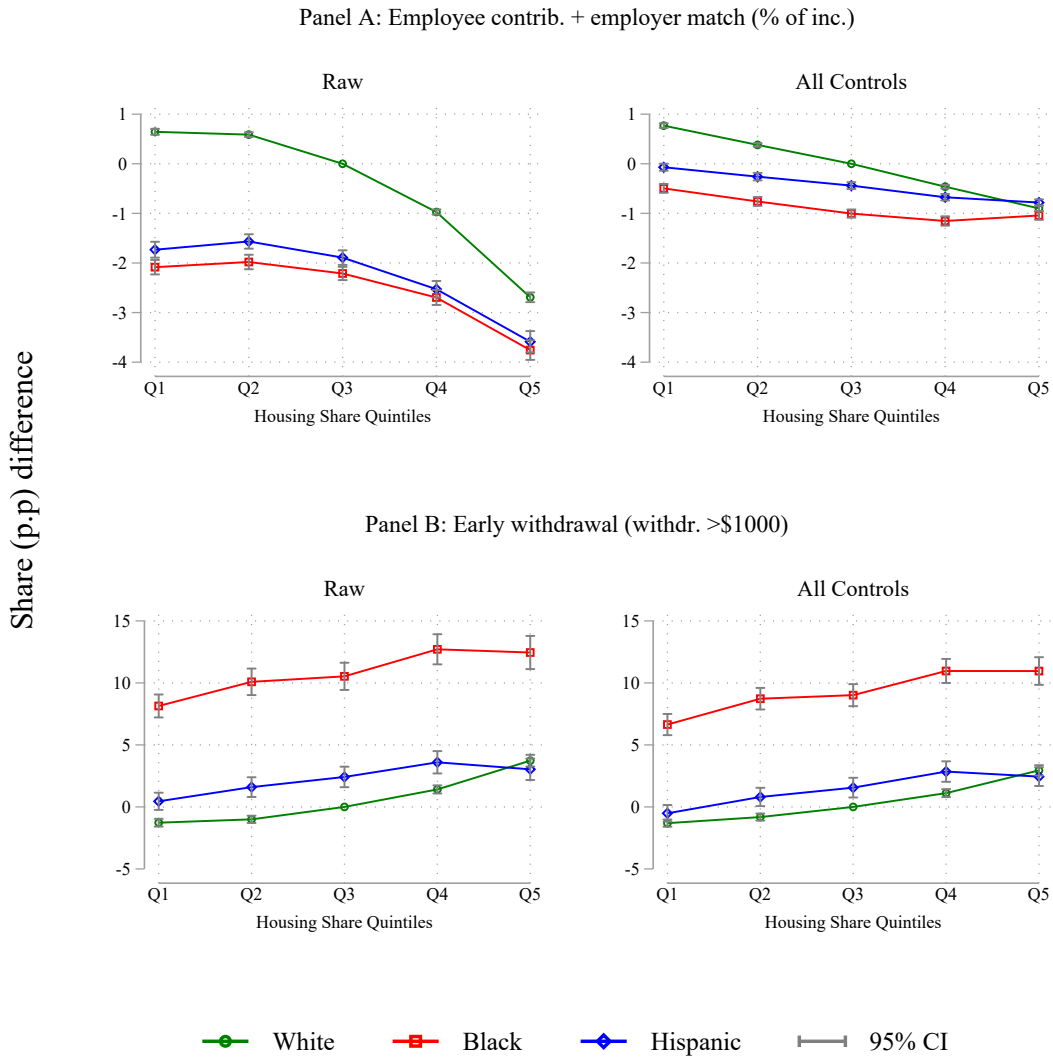 Panel A: Employee contrib. + employer match (% of inc.)
Raw
1
0
-1
-2
-3
-4
Q1 Q2 Q3 Q4 Q5
Housing Share Quintiles
All Controls
1
0
-1
-2
-3
-4
Q1 Q2 Q3 Q4 Q5
Housing Share Quintiles
Share (p.p) difference
Panel B: Early withdrawal (withdr. >$1000)
Raw
15
10
5
0
-5
Q1 Q2 Q3 Q4 Q5
Housing Share Quintiles
All Controls
15
10
5
0
-5
Q1 Q2 Q3 Q4 Q5
Housing Share Quintiles
White Black Hispanic 95% CI